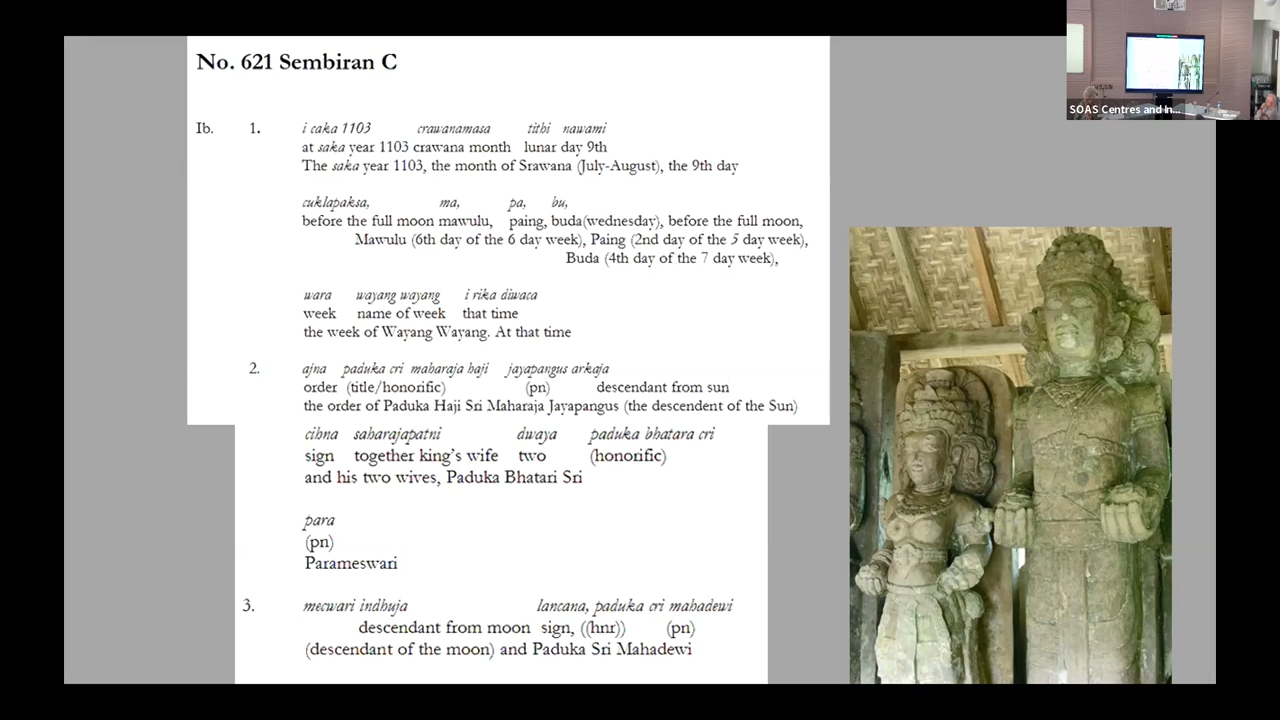 No. 621 Sembiran C
Ib. 1. i caka 1103 crawanamasa tithi nawami
at saka year 1103 crawana month lunar day 9th
The saka year 1103, the month of Srawana (July-August), the 9th day
cuklapaksa, ma, pa, bu,
before the full moon mawulu, paing, buda(wednesday), before the full moon,
Mawulu (6th day of the 6 day week), Paing (2nd day of the 5 day week),
Buda (4th day of the 7 day week),
wara wayang wayang i rika diwaca
week name of week that time
the week of Wayang Wayang. At that time
2. ajna paduka cri maharaja haji jayapangus arkaja
order (title/honorific) (pn) descendant from sun
the order of Paduka Haji Sri Maharaja Jayapangus (the descendent of the Sun)
cihna saharajapatni dwaya paduka bhatara cri
sign together king's wife two (honorific)
and his two wives, Paduka Bhatari Sri
para
(pn)
Parameswari
3. mecwari indhuja lancana, paduka cri mahadewi
descendant from moon sign, ((hnr)) (pn)
(descendant of the moon) and Paduka Sri Mahadewi
SOAS Centres and In...